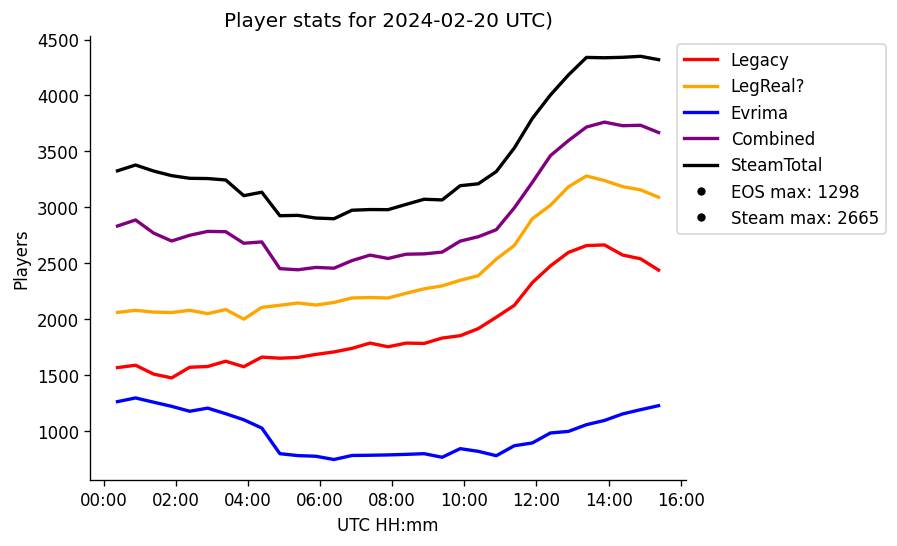 Player stats for 2024-02-20 UTC)
4500
4000
3500
3000
2500
2000
1500
1000
Players
00:00 02:00 04:00 06:00 08:00 10:00 12:00 14:00 16:00
UTC HH:mm
Legacy
LegReal?
Evrima
Combined
SteamTotal
EOS max: 1298
Steam max: 2665